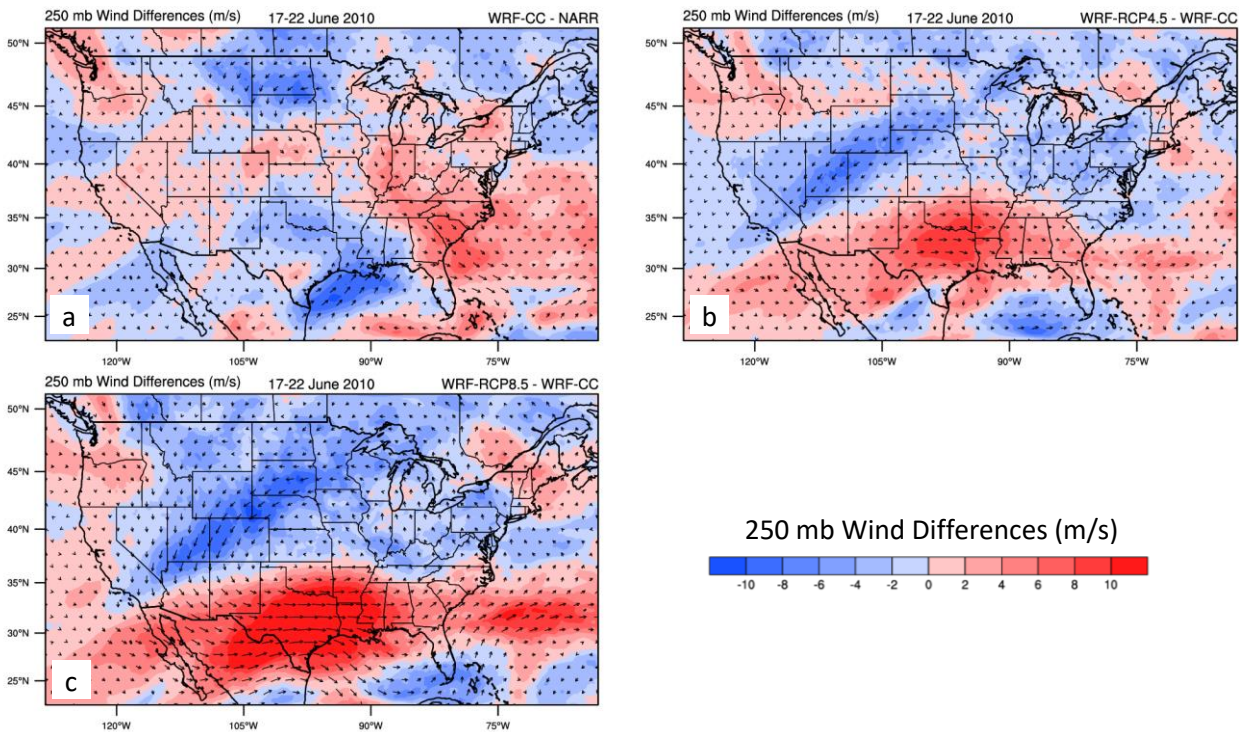 250 mb Wind Differences (m/s) 17-22 June 2010 WRF-CC - NARR
50°N
45°N
40°N
35°N
30°N
25°N
a
120°W 105°W 90°W 75°W
250 mb Wind Differences (m/s) 17-22 June 2010 WRF-RCP4.5 - WRF-CC
50°N
45°N
40°N
35°N
30°N
25°N
b
120°W 105°W 90°W 75°W
250 mb Wind Differences (m/s) 17-22 June 2010 WRF-RCP8.5 - WRF-CC
50°N
45°N
40°N
35°N
30°N
25°N
c
120°W 105°W 90°W 75°W
250 mb Wind Differences (m/s)
-10 -8 -6 -4 -2 0 2 4 6 8 10